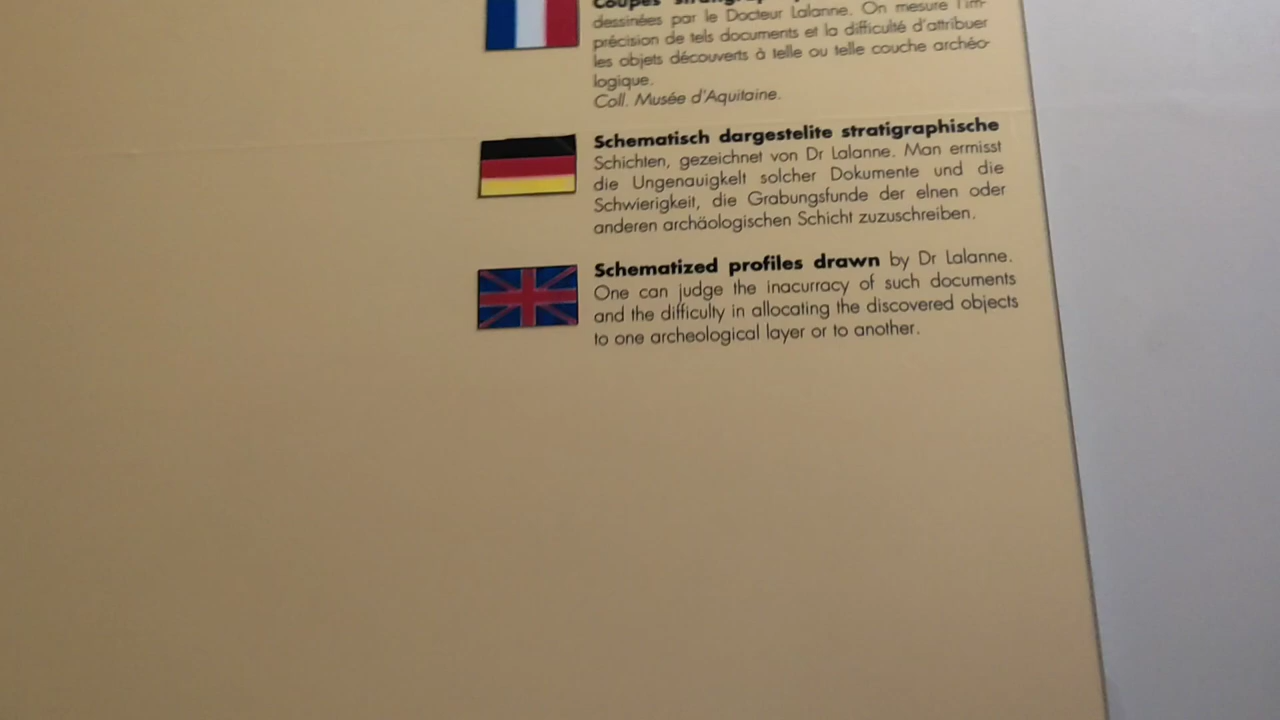 Coupes
dessinées par le Docteur Lalanne. On mesure l'im-
précision de tels documents et la difficulté d'attribuer
les objets découverts à telle ou telle couche archéo-
logique.
Coll. Musée d'Aquitaine.
Schematisch dargestelite stratigraphische
Schichten, gezeichnet von Dr Lalanne. Man ermisst
die Ungenauigkelt solcher Dokumente und die
Schwierigkeit, die Grabungsfunde der elnen oder
anderen archäologischen Schicht zuzuschreiben.
Schematized profiles drawn by Dr Lalanne.
One can judge the inacurracy of such documents
and the difficulty in allocating the discovered objects
to one archeological layer or to another.